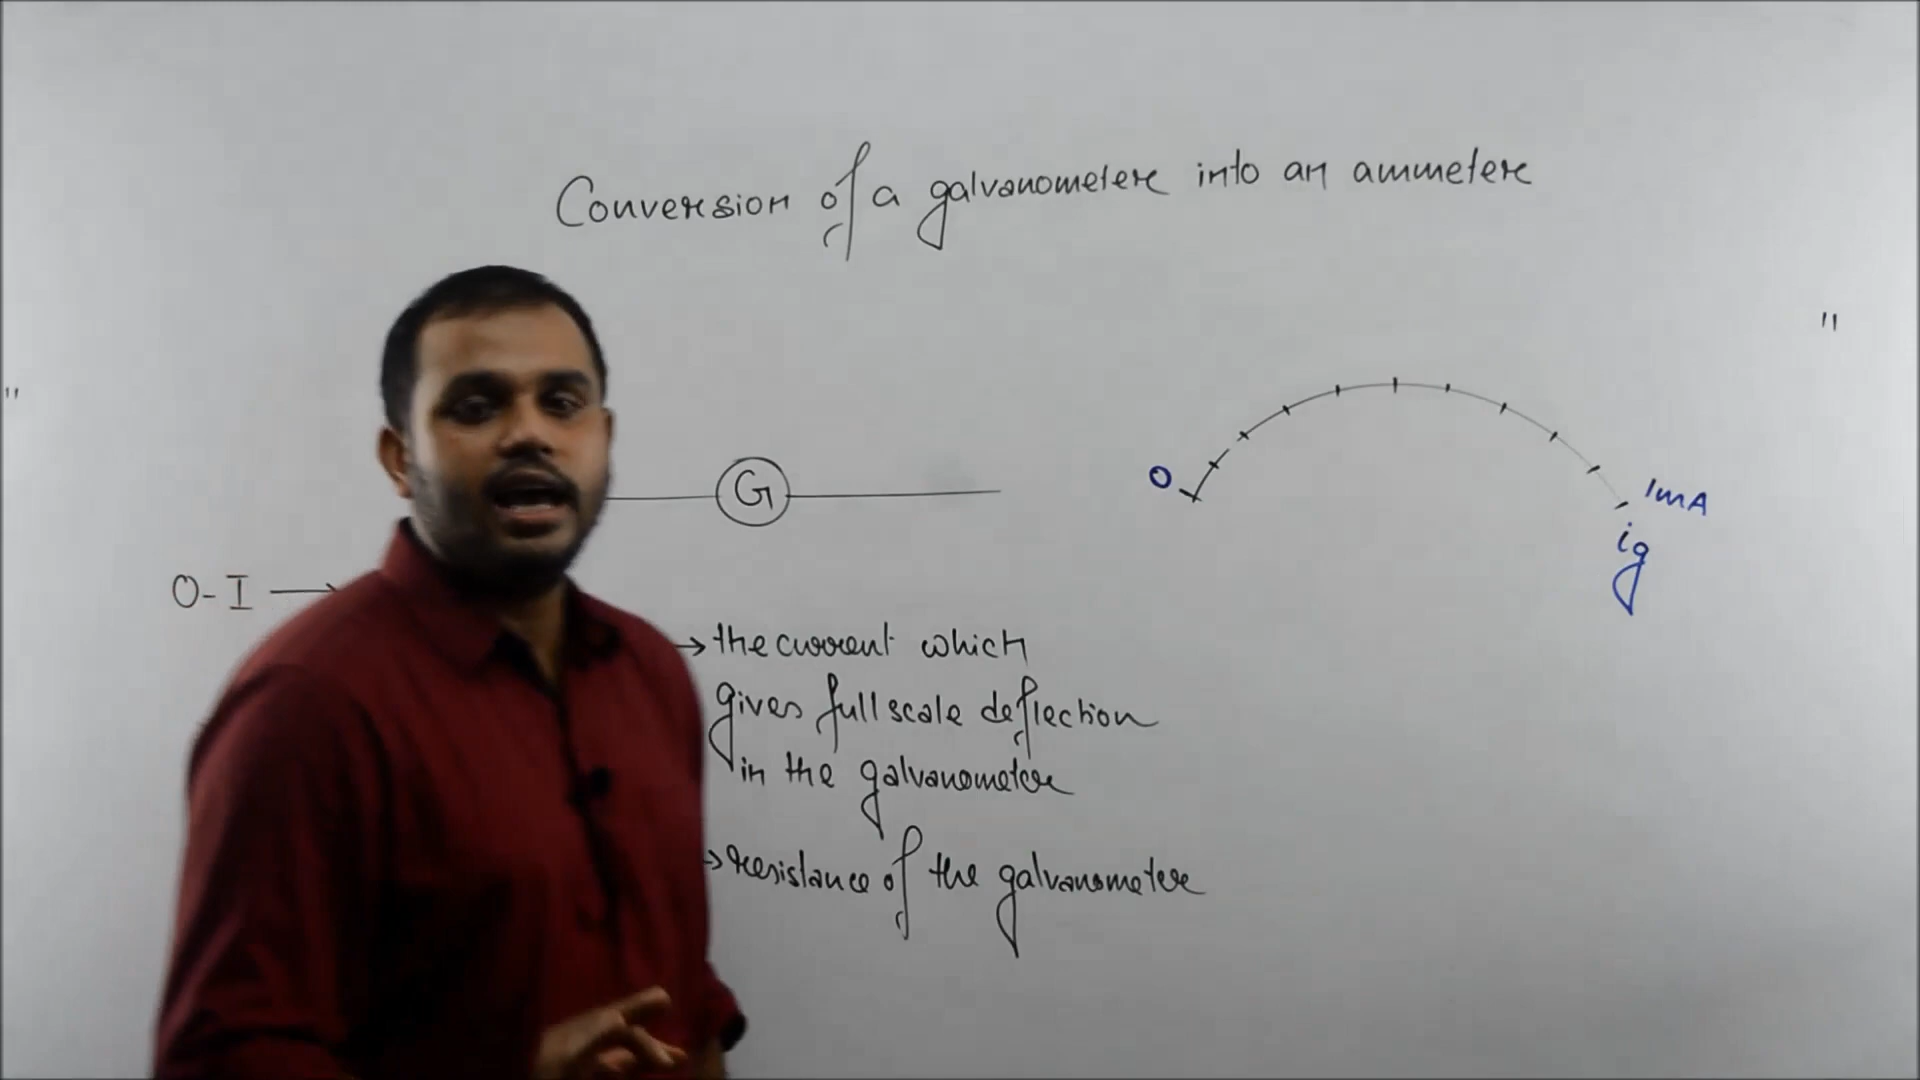 Conversion of a galvanometer into an ammeter
G
O
1mA
ig
0-I →
→ the current which
gives full scale deflection
in the galvanometer
→ resistance of the galvanometer